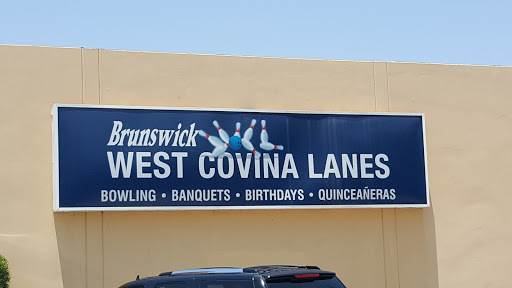 Brunswick
WEST COVINA LANES
BOWLING • BANQUETS • BIRTHDAYS • QUINCEAÑERAS